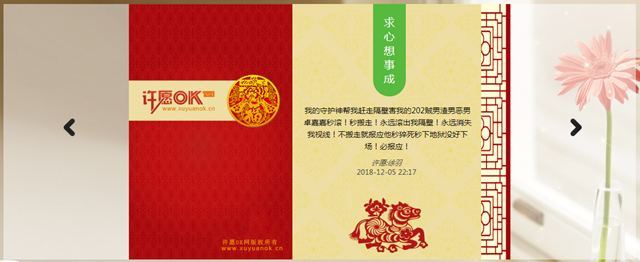 许愿OK
www.xuyuanok.cn
许愿OK网版权所有
www.xuyuanok.cn
求心想事成
我的守护神帮我赶走隔壁害我的202贼男渣男恶男
卓嘉嘉秒滚！秒搬走！永远滚出我隔壁！永远消失
我视线！不搬走就报应他秒猝死秒下地狱没好下
场！必报应！
许愿:徐羽
2018-12-05 22:17